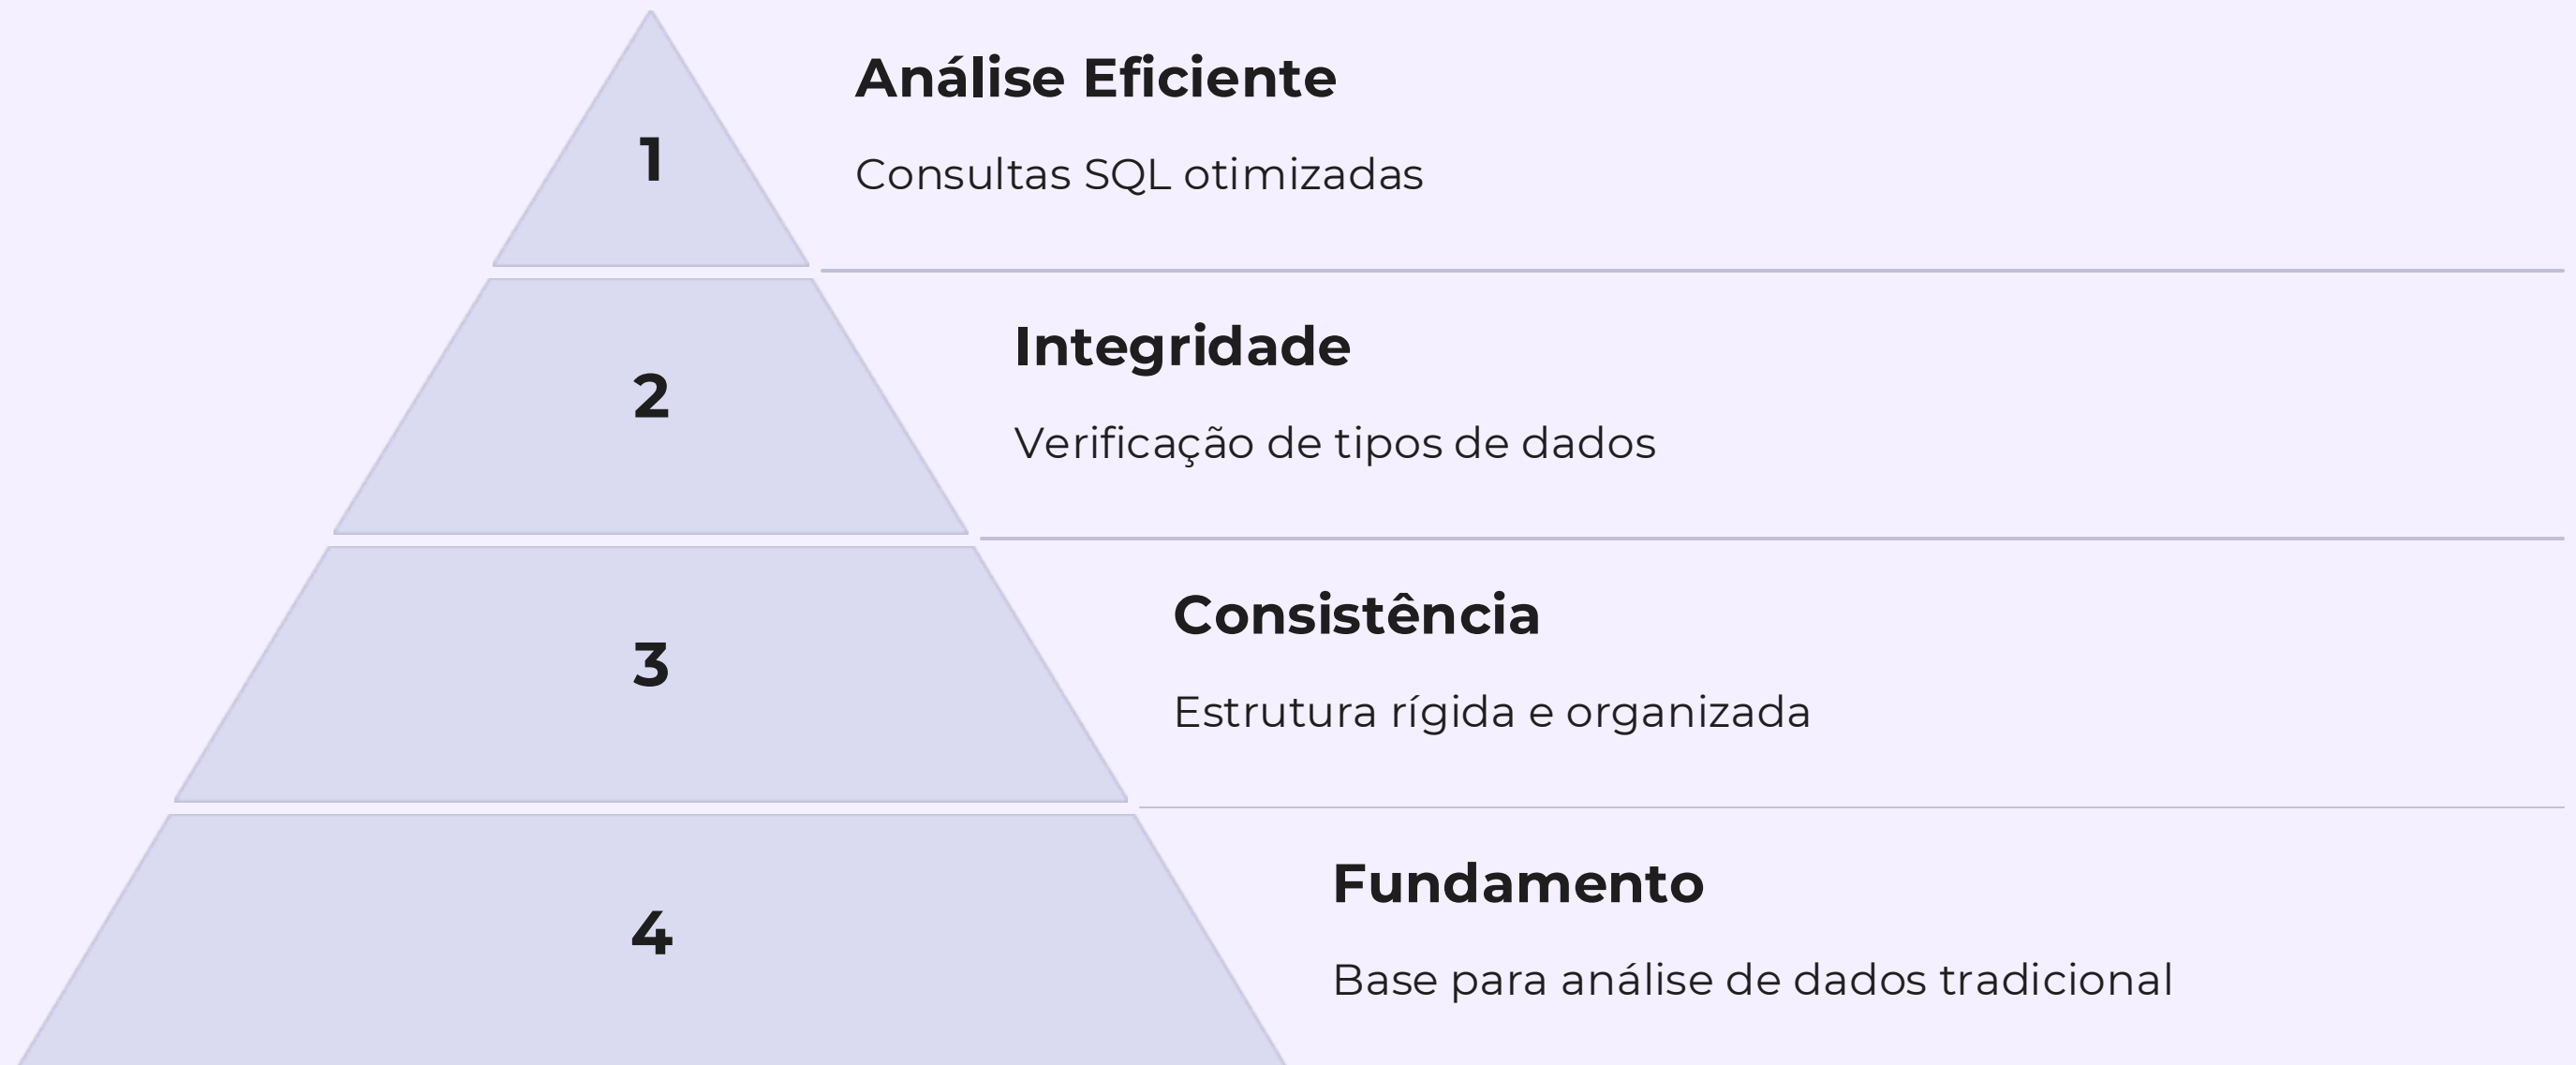 1
Análise Eficiente
Consultas SQL otimizadas
2
Integridade
Verificação de tipos de dados
3
Consistência
Estrutura rígida e organizada
4
Fundamento
Base para análise de dados tradicional